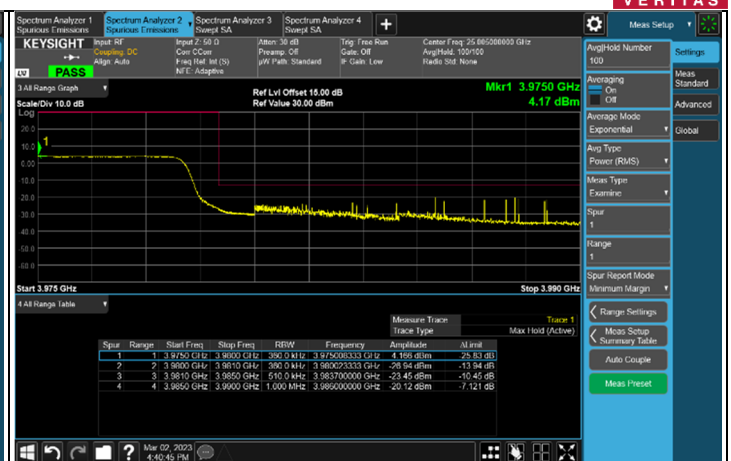 VERITAS
Spectrum Analyzer 1
Spurious Emissions
Spectrum Analyzer 2
Spurious Emissions
Spectrum Analyzer 3
Swept SA
Spectrum Analyzer 4
Swept SA
+
Meas Setup
KEYSIGHT
LXI
PASS
Input: RF
Coupling: DC
Align: Auto
Input Z: 50 Ω
Corr CCorr
Freq Ref: Int (S)
NFE: Adaptive
Atten: 30 dB
Preamp: Off
µW Path: Standard
Trig: Free Run
Gate: Off
IF Gain: Low
Center Freq: 25.005000000 GHz
Avg|Hold: 100/100
Radio Std: None
3 All Range Graph
Scale/Div 10.0 dB
Ref Lvl Offset 15.00 dB
Ref Value 30.00 dBm
Mkr1 3.9750 GHz
4.17 dBm
Log
20.0
10.0
0.00
-10.0
-20.0
-30.0
-40.0
-50.0
-60.0
1
Start 3.975 GHz
Stop 3.990 GHz
4 All Range Table
Measure Trace Trace 1
Trace Type Max Hold (Active)
Spur Range Start Freq Stop Freq RBW Frequency Amplitude ΔLimit
1 1 3.9750 GHz 3.9800 GHz 360.0 kHz 3.975008333 GHz 4.166 dBm -25.83 dB
2 2 3.9800 GHz 3.9810 GHz 360.0 kHz 3.980023333 GHz -26.94 dBm -13.94 dB
3 3 3.9810 GHz 3.9850 GHz 510.0 kHz 3.983700000 GHz -23.45 dBm -10.45 dB
4 4 3.9850 GHz 3.9900 GHz 1.000 MHz 3.986000000 GHz -20.12 dBm -7.121 dB
Avg|Hold Number
100
Averaging
On
Off
Average Mode
Exponential
Avg Type
Power (RMS)
Meas Type
Examine
Spur
1
Range
1
Spur Report Mode
Minimum Margin
Range Settings
Meas Setup
Summary Table
Auto Couple
Meas Preset
Settings
Meas
Standard
Advanced
Global
?
Mar 02, 2023
4:40:45 PM